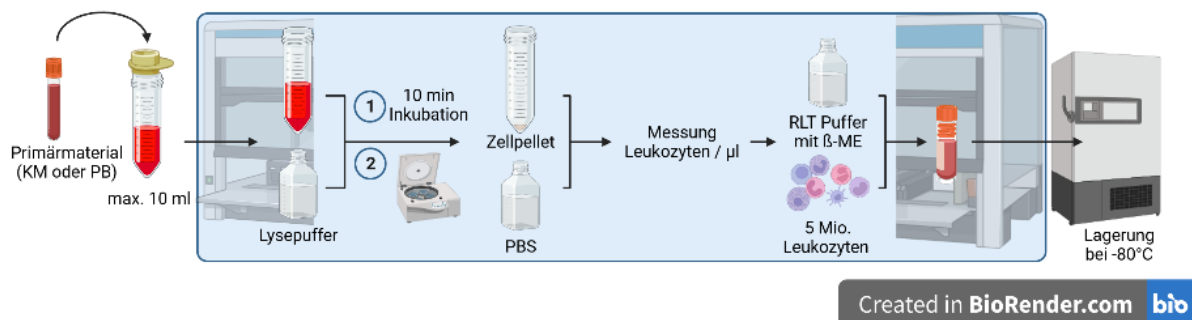 Primärmaterial
(KM oder PB)
max. 10 ml
Lysepuffer
1
10 min
Inkubation
2
Zellpellet
PBS
Messung
Leukozyten / µl
RLT Puffer
mit ß-ME
5 Mio.
Leukozyten
Lagerung
bei -80°C
Created in BioRender.com bio